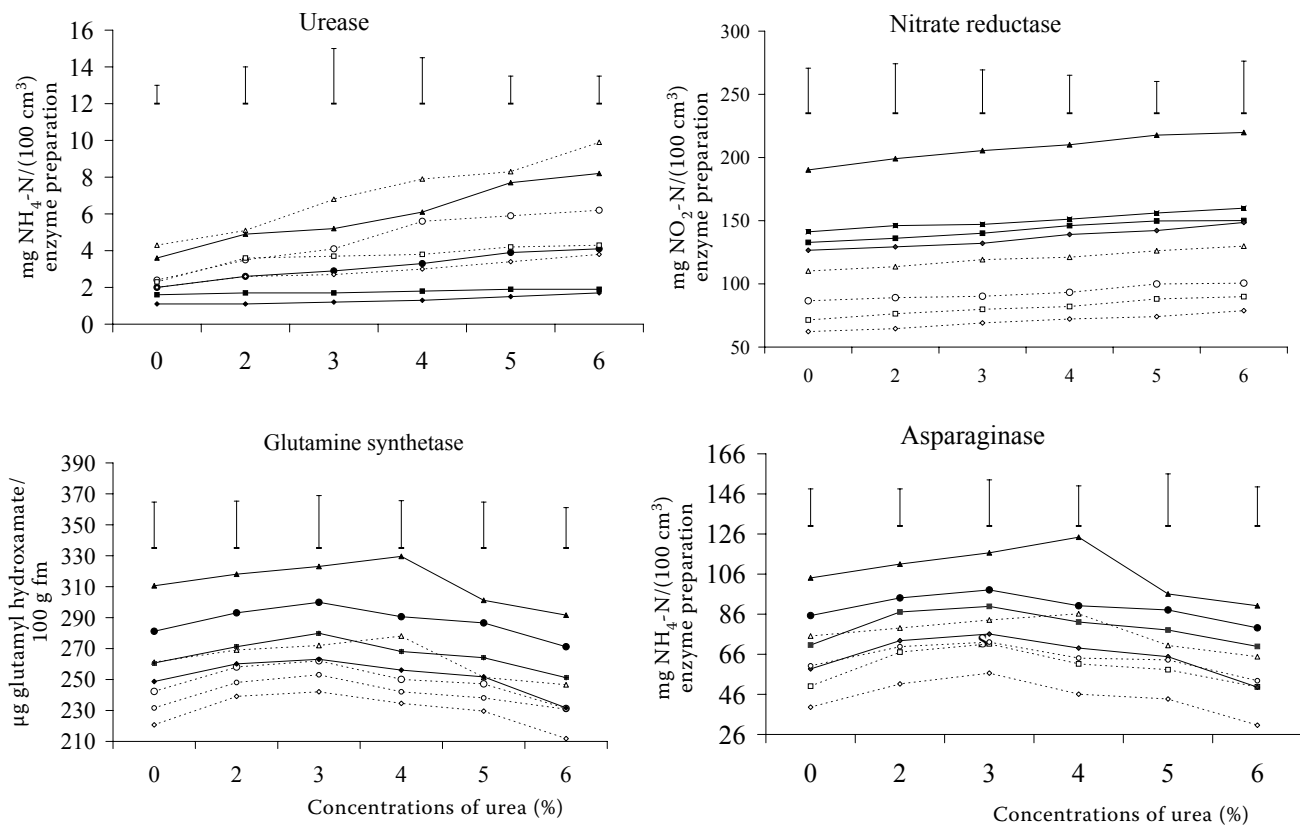 Urease
mg NH₄-N/(100 cm³)
enzyme preparation
16
14
12
10
8
6
4
2
0
0 2 3 4 5 6
Nitrate reductase
mg NO₂-N/(100 cm³)
enzyme preparation
300
250
200
150
100
50
0 2 3 4 5 6
Glutamine synthetase
µg glutamyl hydroxamate/
100 g fm
390
370
350
330
310
290
270
250
230
210
0 2 3 4 5 6
Concentrations of urea (%)
Asparaginase
mg NH₄-N/(100 cm³)
enzyme preparation
166
146
126
106
86
66
46
26
S
0 2 3 4 5 6
Concentrations of urea (%)